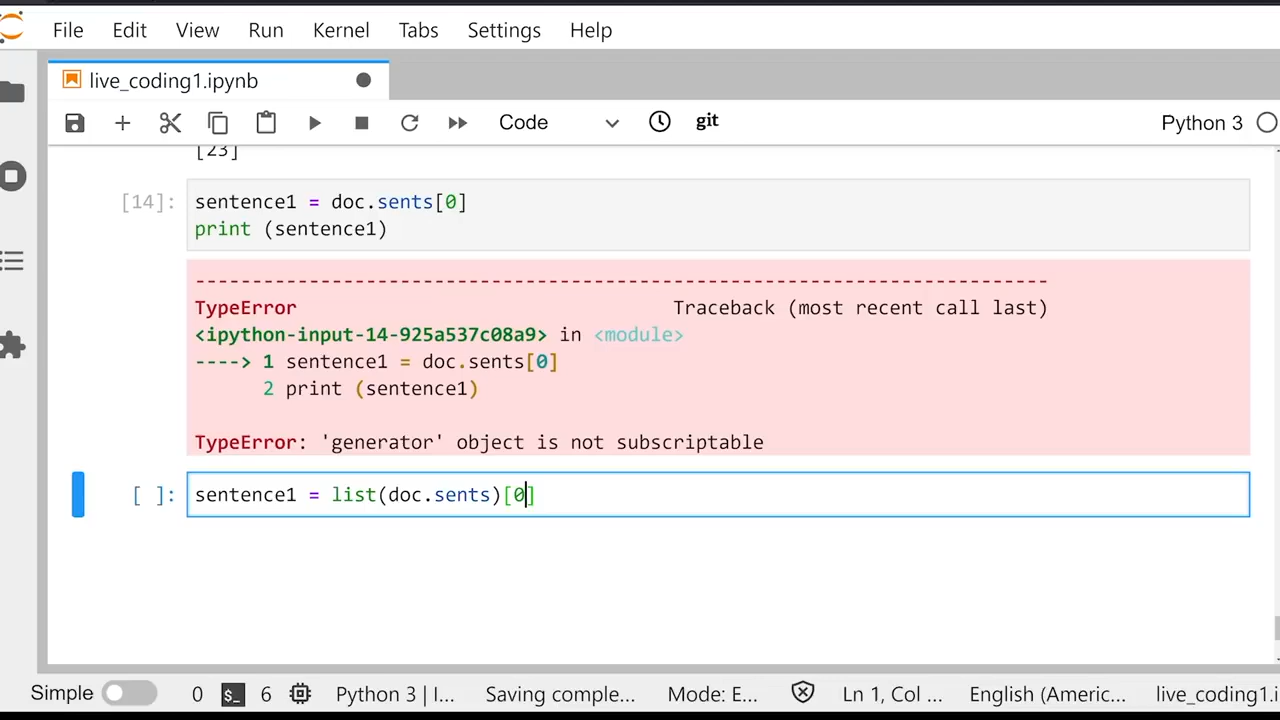 File Edit View Run Kernel Tabs Settings Help
live_coding1.ipynb
Code git Python 3
[23]
[14]: sentence1 = doc.sents[0]
print (sentence1)
---------------------------------------------------------------------------
TypeError Traceback (most recent call last)
<ipython-input-14-925a537c08a9> in <module>
----> 1 sentence1 = doc.sents[0]
2 print (sentence1)
TypeError: 'generator' object is not subscriptable
[ ]: sentence1 = list(doc.sents)[0]
Simple 0 $_ 6 Python 3 | I... Saving comple... Mode: E... Ln 1, Col ... English (Americ... live_coding1.i